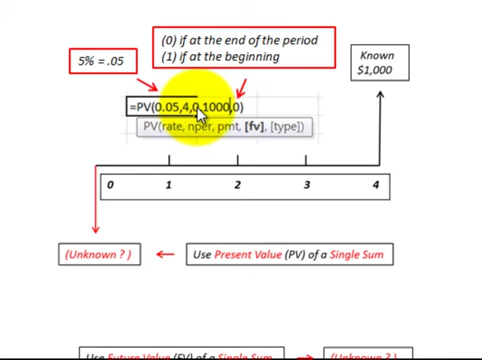 (0) if at the end of the period
(1) if at the beginning
5% = .05
Known
$1,000
=PV(0.05,4,0,1000,0)
PV(rate, nper, pmt, [fv], [type])
0 1 2 3 4
(Unknown ? )
Use Present Value (PV) of a Single Sum
Use Future Value (FV) of a Single Sum
(Unknown ? )